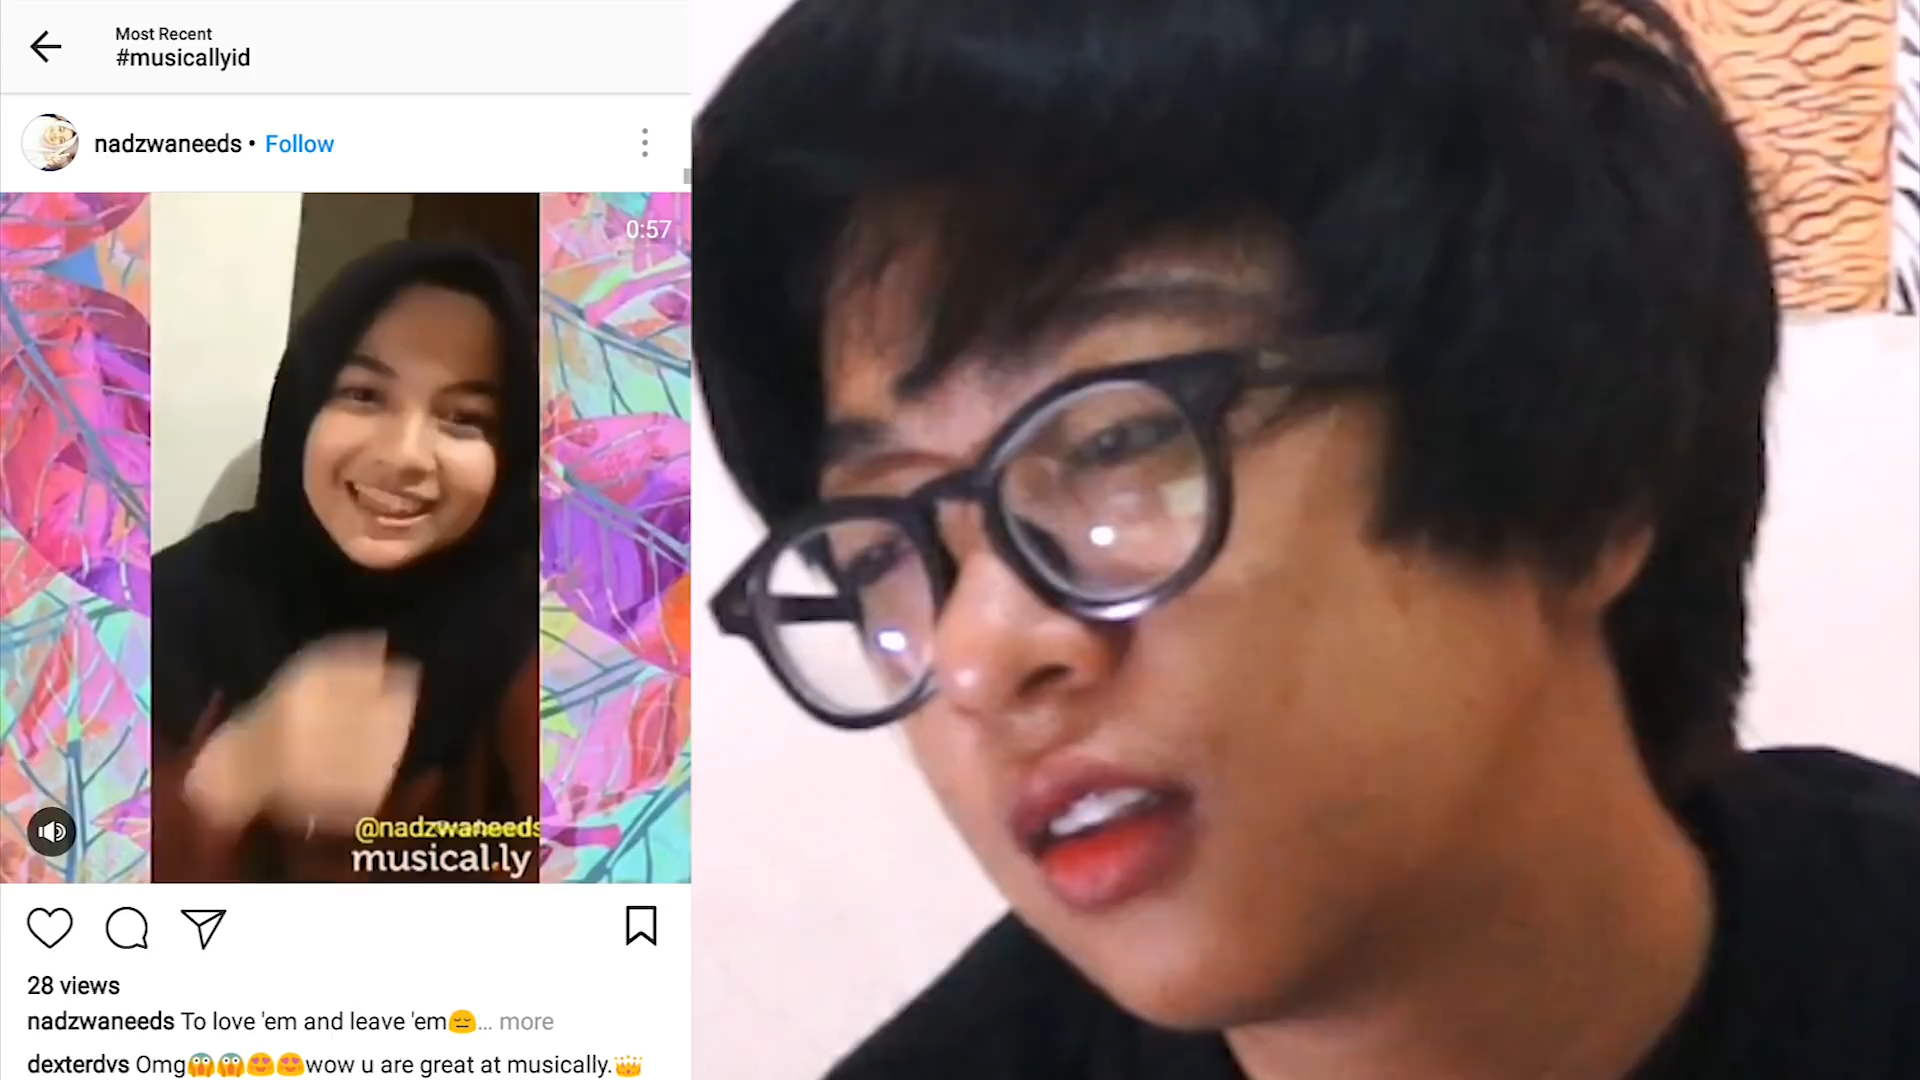 Most Recent
#musicallyid
nadzwaneeds • Follow
0:57
@nadzwaneeds
musical.ly
28 views
nadzwaneeds To love 'em and leave 'em😔... more
dexterdvs Omg😱😱😍😍wow u are great at musically.👑